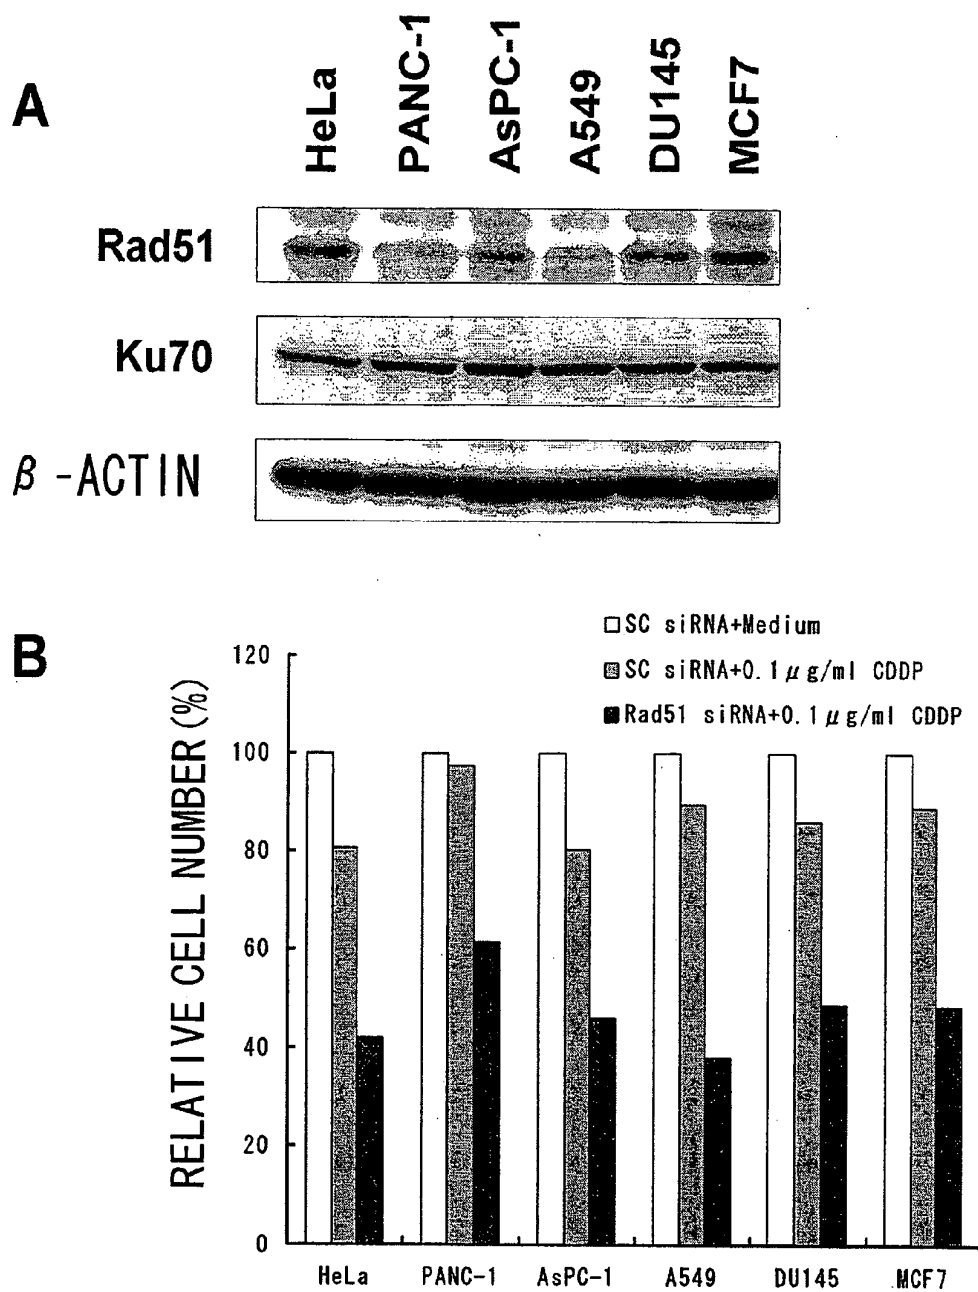 A
HeLa
PANC-1
AsPC-1
A549
DU145
MCF7
Rad51
Ku70
β-ACTIN
B
□SC siRNA+Medium
SC siRNA+0.1μg/ml CDDP
■Rad51 siRNA+0.1μg/ml CDDP
RELATIVE CELL NUMBER(%)
120
100
80
60
40
20
0
HeLa PANC-1 AsPC-1 A549 DU145 MCF7